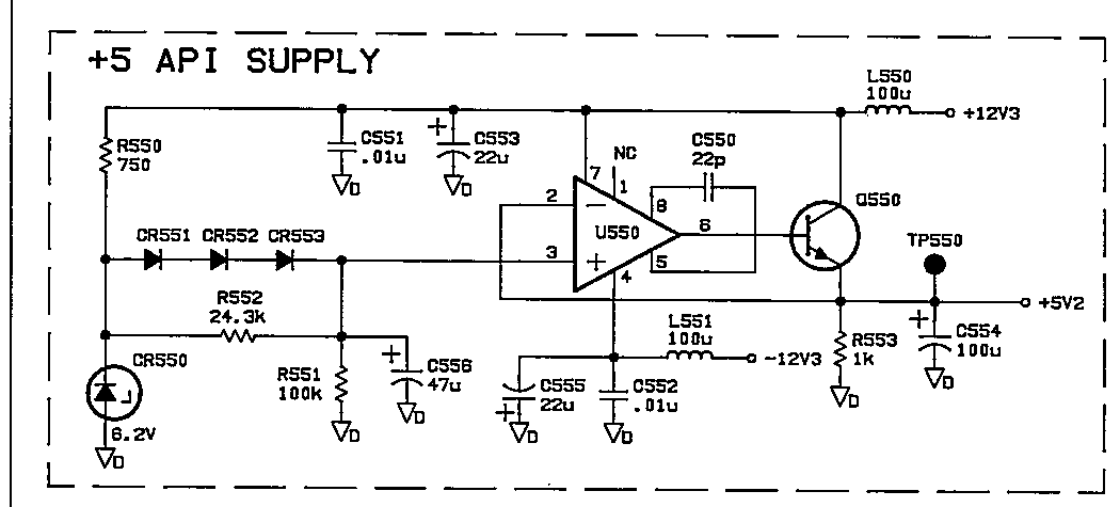 +5 API SUPPLY
L550
100u
+12V3
R550
750
C551
.01u
+
C553
22u
C550
22p
NC
7
1
2
8
6
U550
3
+
5
4
Q550
TP550
CR551
CR552
CR553
+5V2
R552
24.3k
L551
100u
-12V3
R553
1k
+
C554
100u
CR550
6.2V
R551
100k
+
C556
47u
C555
22u
+
C552
.01u
D
D
D
D
D
D
D
D
D